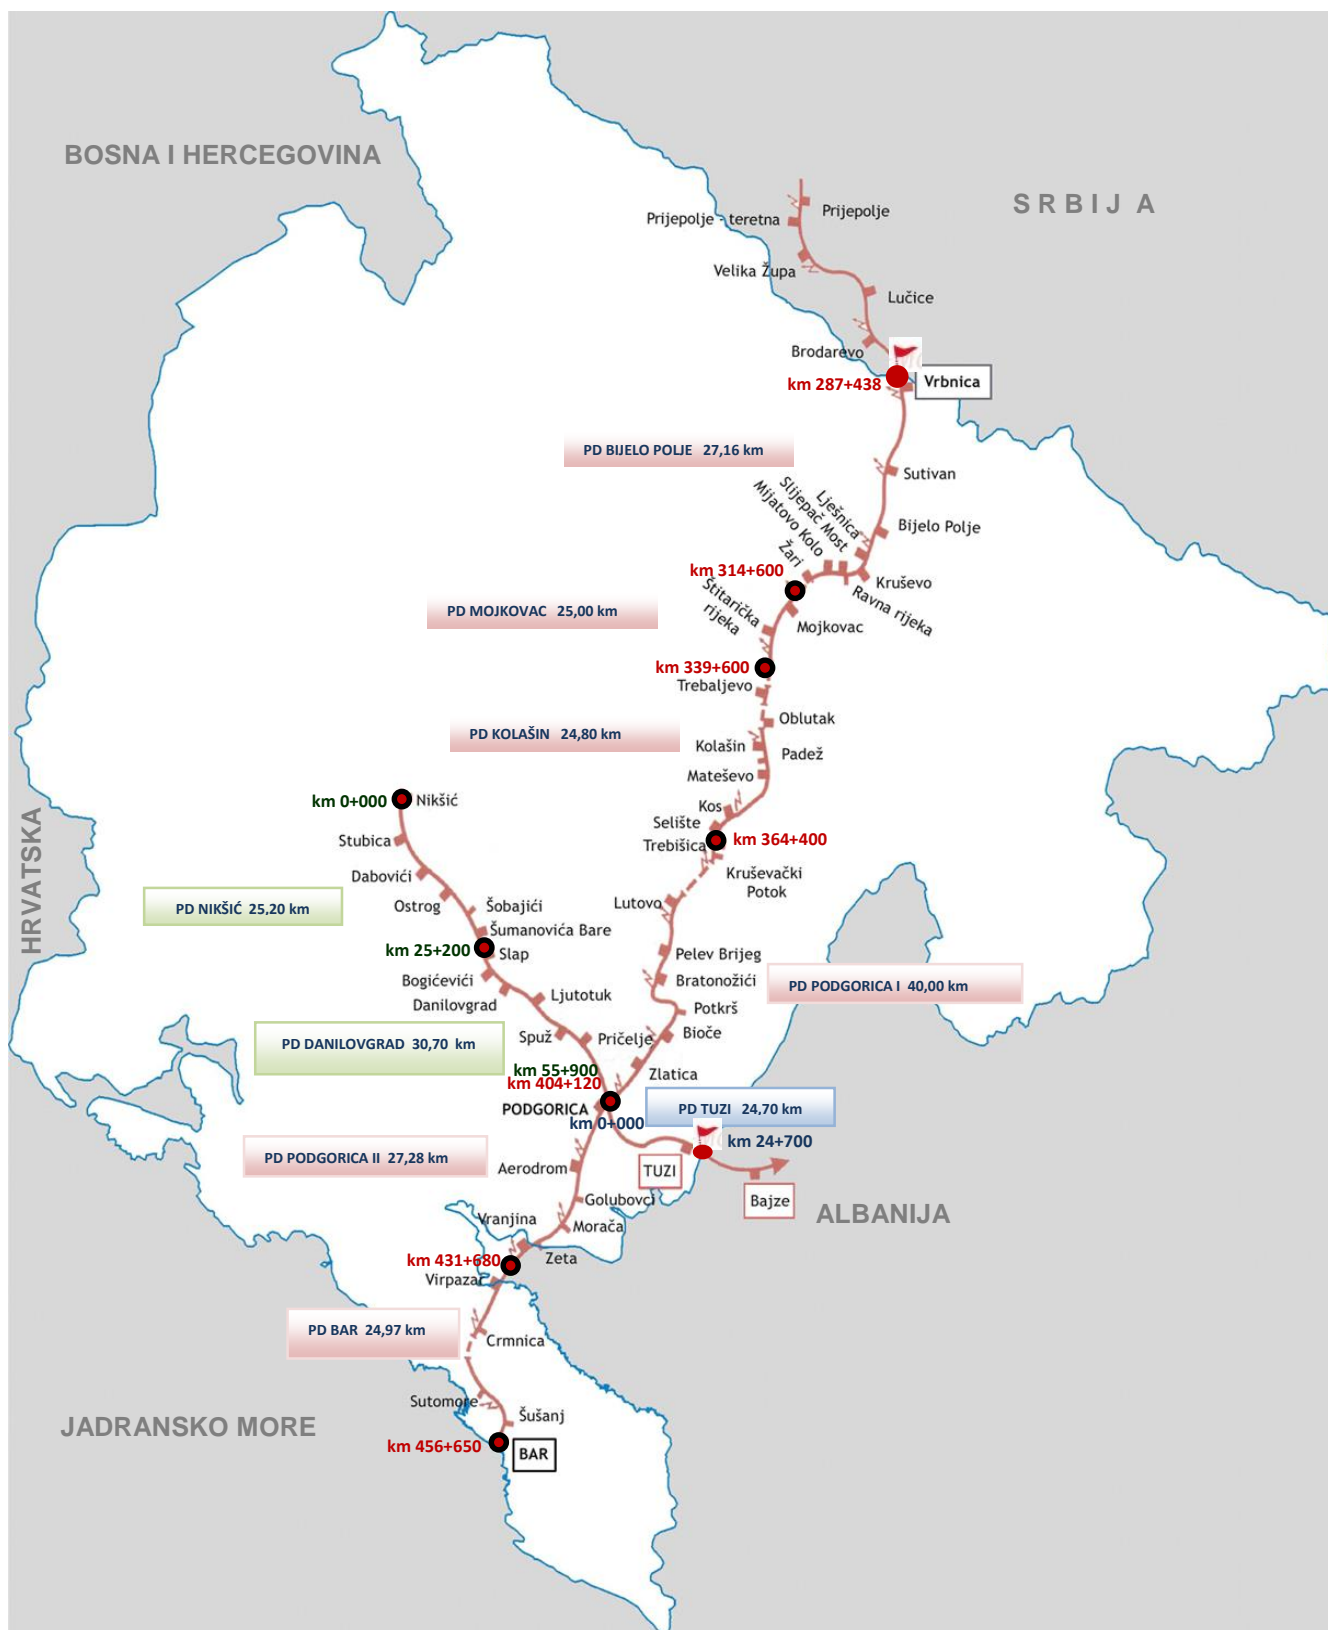 BOSNA I HERCEGOVINA
S R B I J A
Prijepolje
Prijepolje - teretna
Velika Župa
Lučice
Brodarevo
Vrbnica
km 287+438
PD BIJELO POLJE 27,16 km
Sutivan
Bijelo Polje
Lješnica
Slijepač Most
Mijatovo Kolo
Žari
Kruševo
Ravna rijeka
km 314+600
PD MOJKOVAC 25,00 km
Štitarička
rijeka
Mojkovac
km 339+600
Trebaljevo
Oblutak
PD KOLAŠIN 24,80 km
Kolašin
Padež
Mateševo
Kos
Selište
Trebišica
km 364+400
Kruševački
Potok
km 0+000
Nikšić
Stubica
Dabovići
Ostrog
Šobajići
PD NIKŠIĆ 25,20 km
Šumanovića Bare
km 25+200
Slap
Bogićevići
Danilovgrad
Ljutotuk
Lutovo
Pelev Brijeg
Bratonožići
PD PODGORICA I 40,00 km
Potkrš
Bioče
Spuž
Pričelje
PD DANILOVGRAD 30,70 km
Zlatica
km 55+900
km 404+120
PODGORICA
km 0+000
PD TUZI 24,70 km
km 24+700
TUZI
Bajze
ALBANIJA
HRVATSKA
PD PODGORICA II 27,28 km
Aerodrom
Golubovci
Vranjina
Morača
Zeta
km 431+680
Virpazar
PD BAR 24,97 km
Crmnica
Sutomore
Šušanj
JADRANSKO MORE
km 456+650
BAR